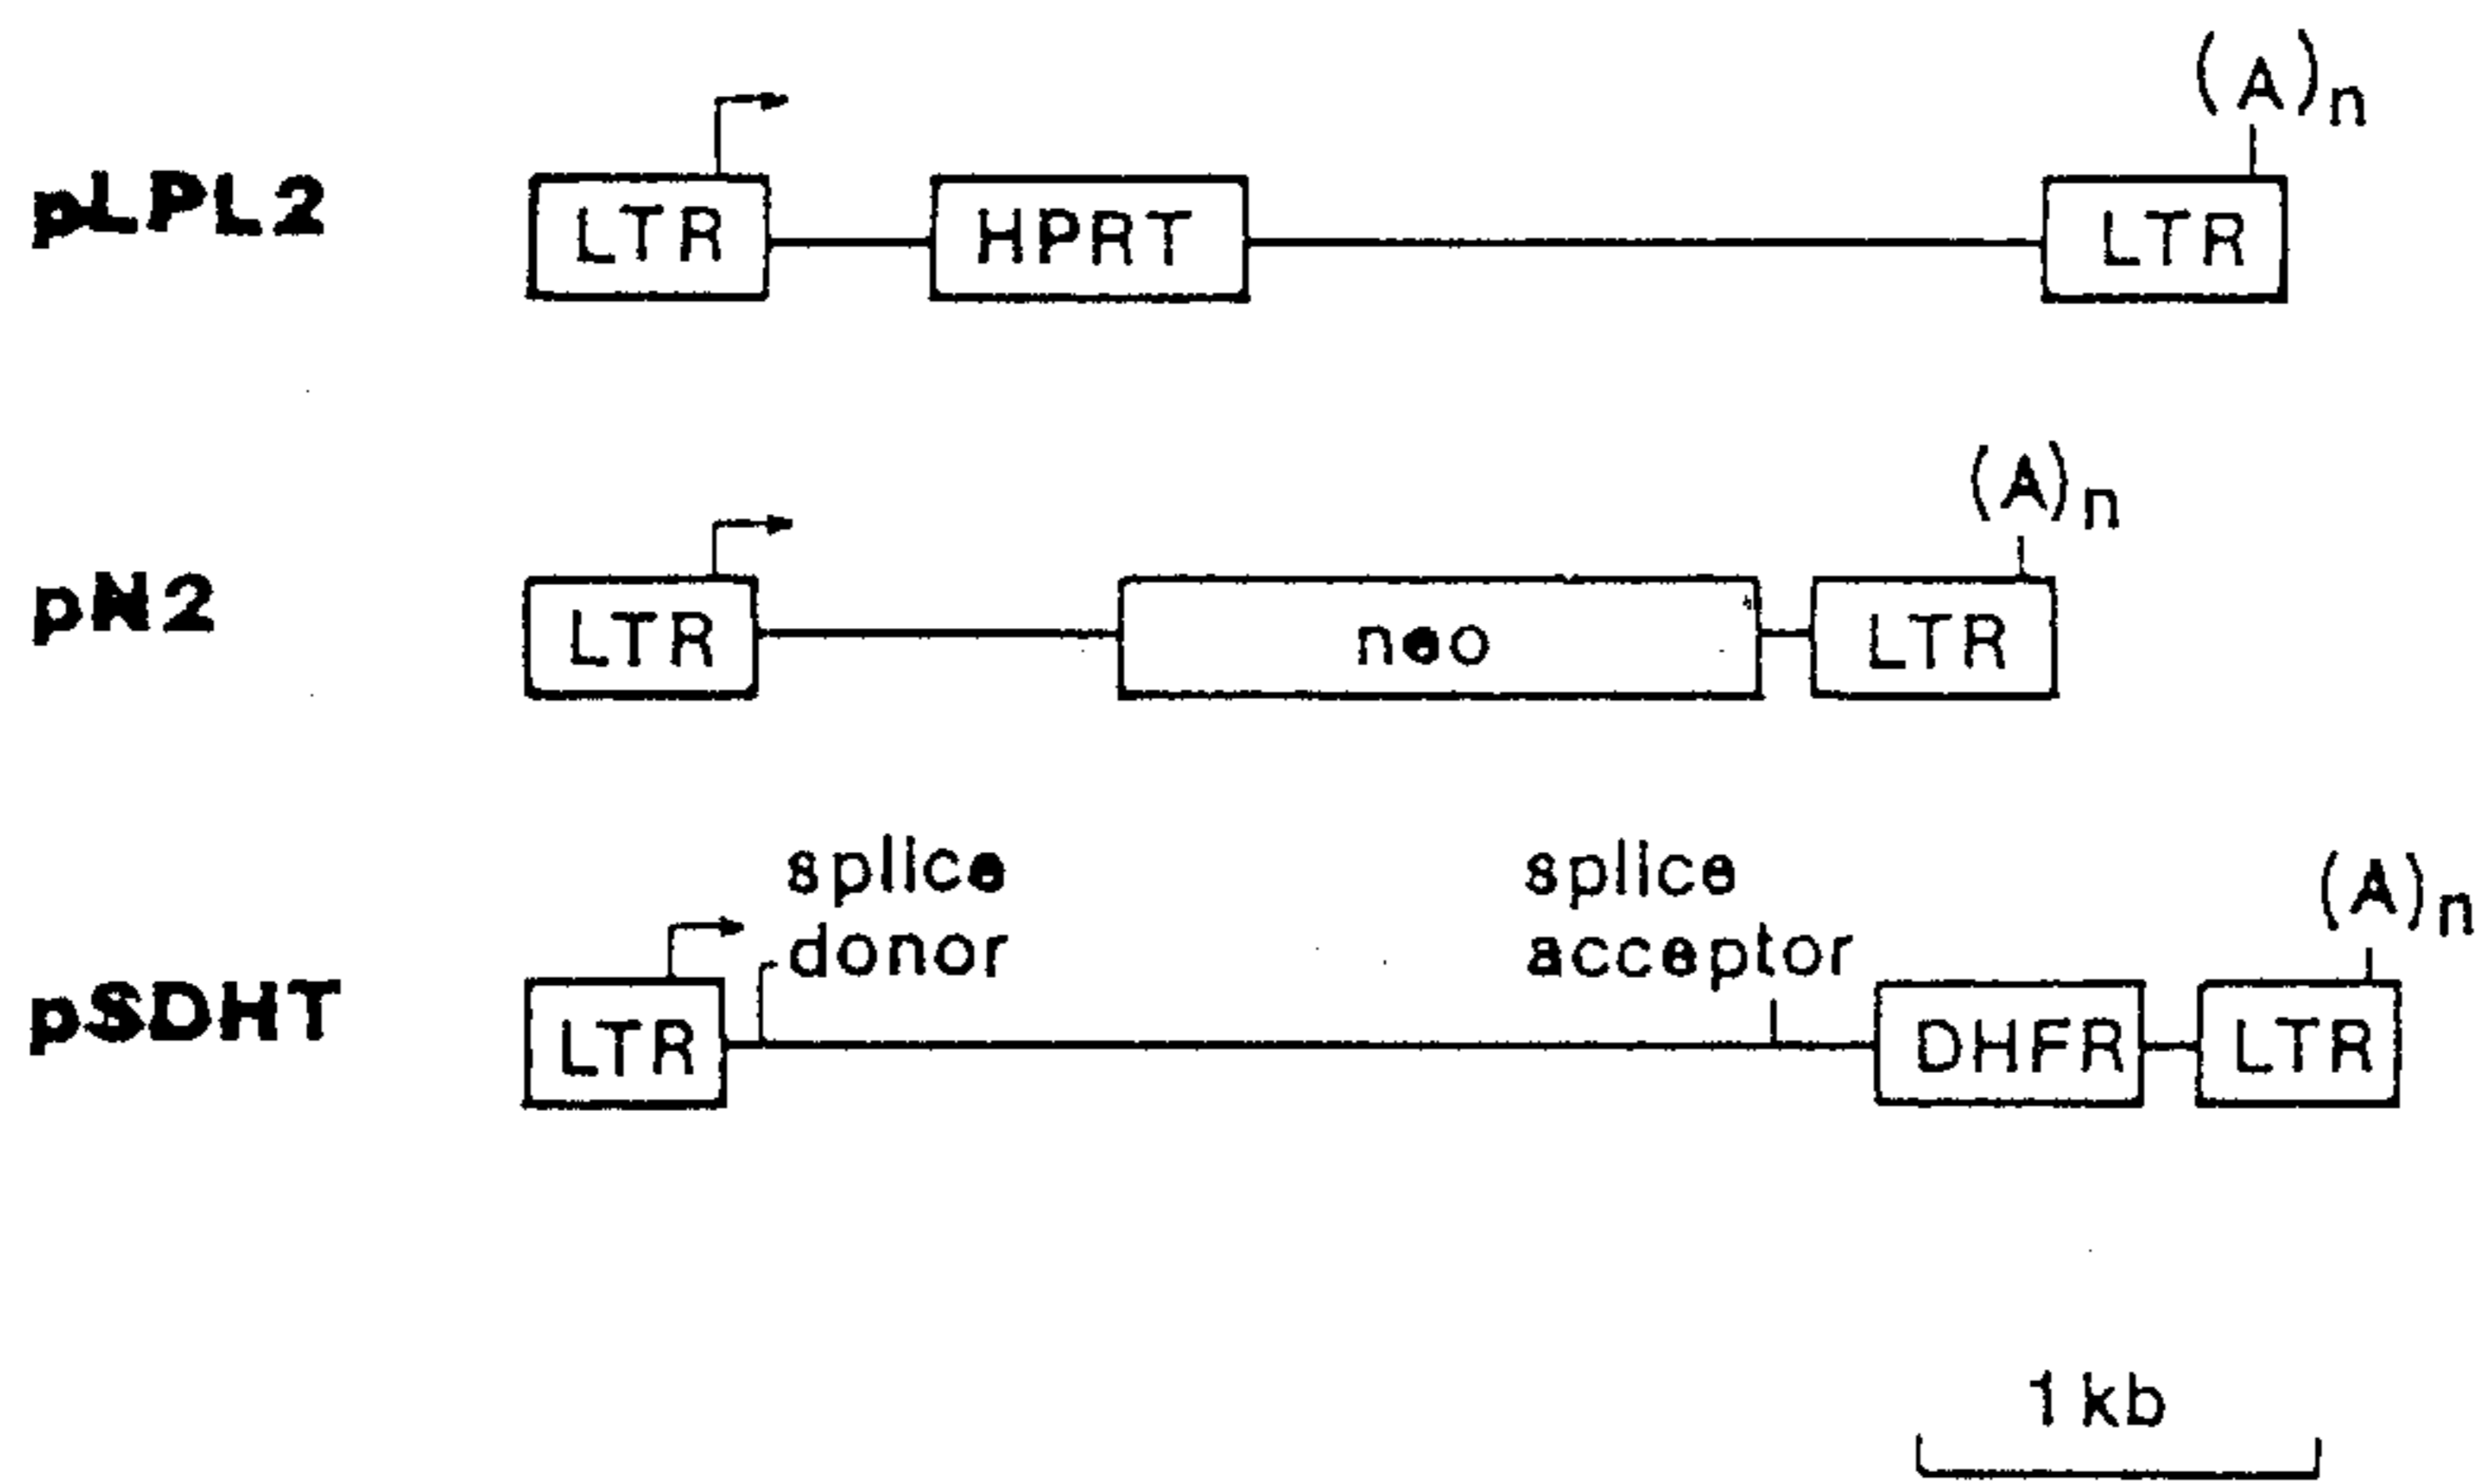 (A)n
pLPL2 LTR HPRT LTR
(A)n
pN2 LTR neo LTR
splice donor splice acceptor (A)n
pSDHT LTR DHFR LTR
1 kb